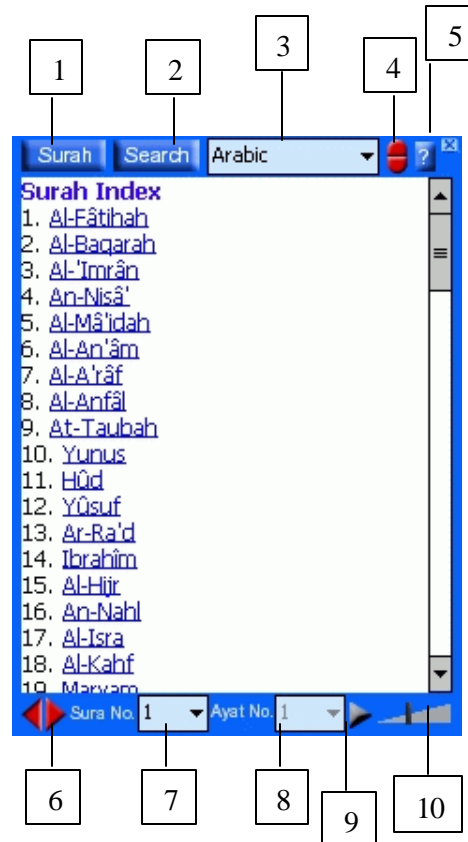 5
3
1 2 4
Surah Search Arabic ?
Surah Index
1. Al-Fâtihah
2. Al-Baqarah
3. Al-'Imrân
4. An-Nisâ'
5. Al-Mâ'idah
6. Al-An'âm
7. Al-A'râf
8. Al-Anfâl
9. At-Taubah
10. Yunus
11. Hûd
12. Yûsuf
13. Ar-Ra'd
14. Ibrahîm
15. Al-Hijr
16. An-Nahl
17. Al-Isra
18. Al-Kahf
19. Maryam
Sura No. 1 Ayat No. 1
6 7 8 9 10